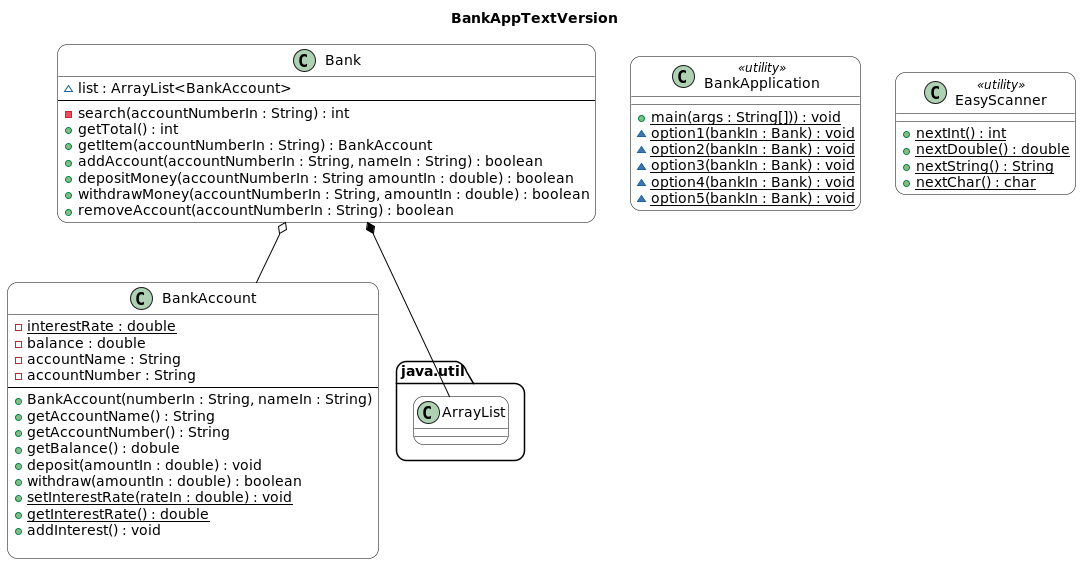 BankAppTextVersion
C Bank
list : ArrayList<BankAccount>
search(accountNumberIn : String) : int
getTotal() : int
getItem(accountNumberIn : String) : BankAccount
addAccount(accountNumberIn : String, nameIn : String) : boolean
depositMoney(accountNumberIn : String amountIn : double) : boolean
withdrawMoney(accountNumberIn : String, amountIn : double) : boolean
removeAccount(accountNumberIn : String) : boolean
«utility»
C BankApplication
main(args : String[])) : void
option1(bankIn : Bank) : void
option2(bankIn : Bank) : void
option3(bankIn : Bank) : void
option4(bankIn : Bank) : void
option5(bankIn : Bank) : void
«utility»
C EasyScanner
nextInt() : int
nextDouble() : double
nextString() : String
nextChar() : char
C BankAccount
interestRate : double
balance : double
accountName : String
accountNumber : String
BankAccount(numberIn : String, nameIn : String)
getAccountName() : String
getAccountNumber() : String
getBalance() : dobule
deposit(amountIn : double) : void
withdraw(amountIn : double) : boolean
setInterestRate(rateIn : double) : void
getInterestRate() : double
addInterest() : void
java.util
C ArrayList